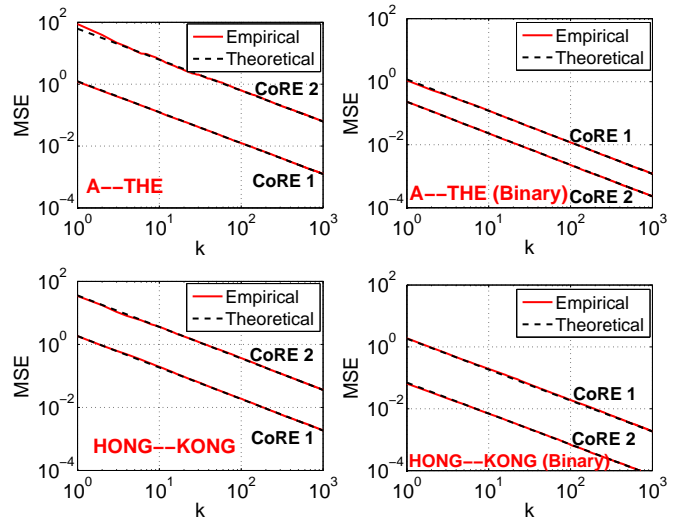 10^2
10^0
10^-2
10^-4
MSE
Empirical
Theoretical
CoRE 2
CoRE 1
A--THE
10^0 10^1 10^2 10^3
k
10^2
10^0
10^-2
10^-4
MSE
Empirical
Theoretical
CoRE 1
CoRE 2
A--THE (Binary)
10^0 10^1 10^2 10^3
k
10^2
10^0
10^-2
10^-4
MSE
Empirical
Theoretical
CoRE 2
CoRE 1
HONG--KONG
10^0 10^1 10^2 10^3
k
10^2
10^0
10^-2
10^-4
MSE
Empirical
Theoretical
CoRE 1
CoRE 2
HONG--KONG (Binary)
10^0 10^1 10^2 10^3
k